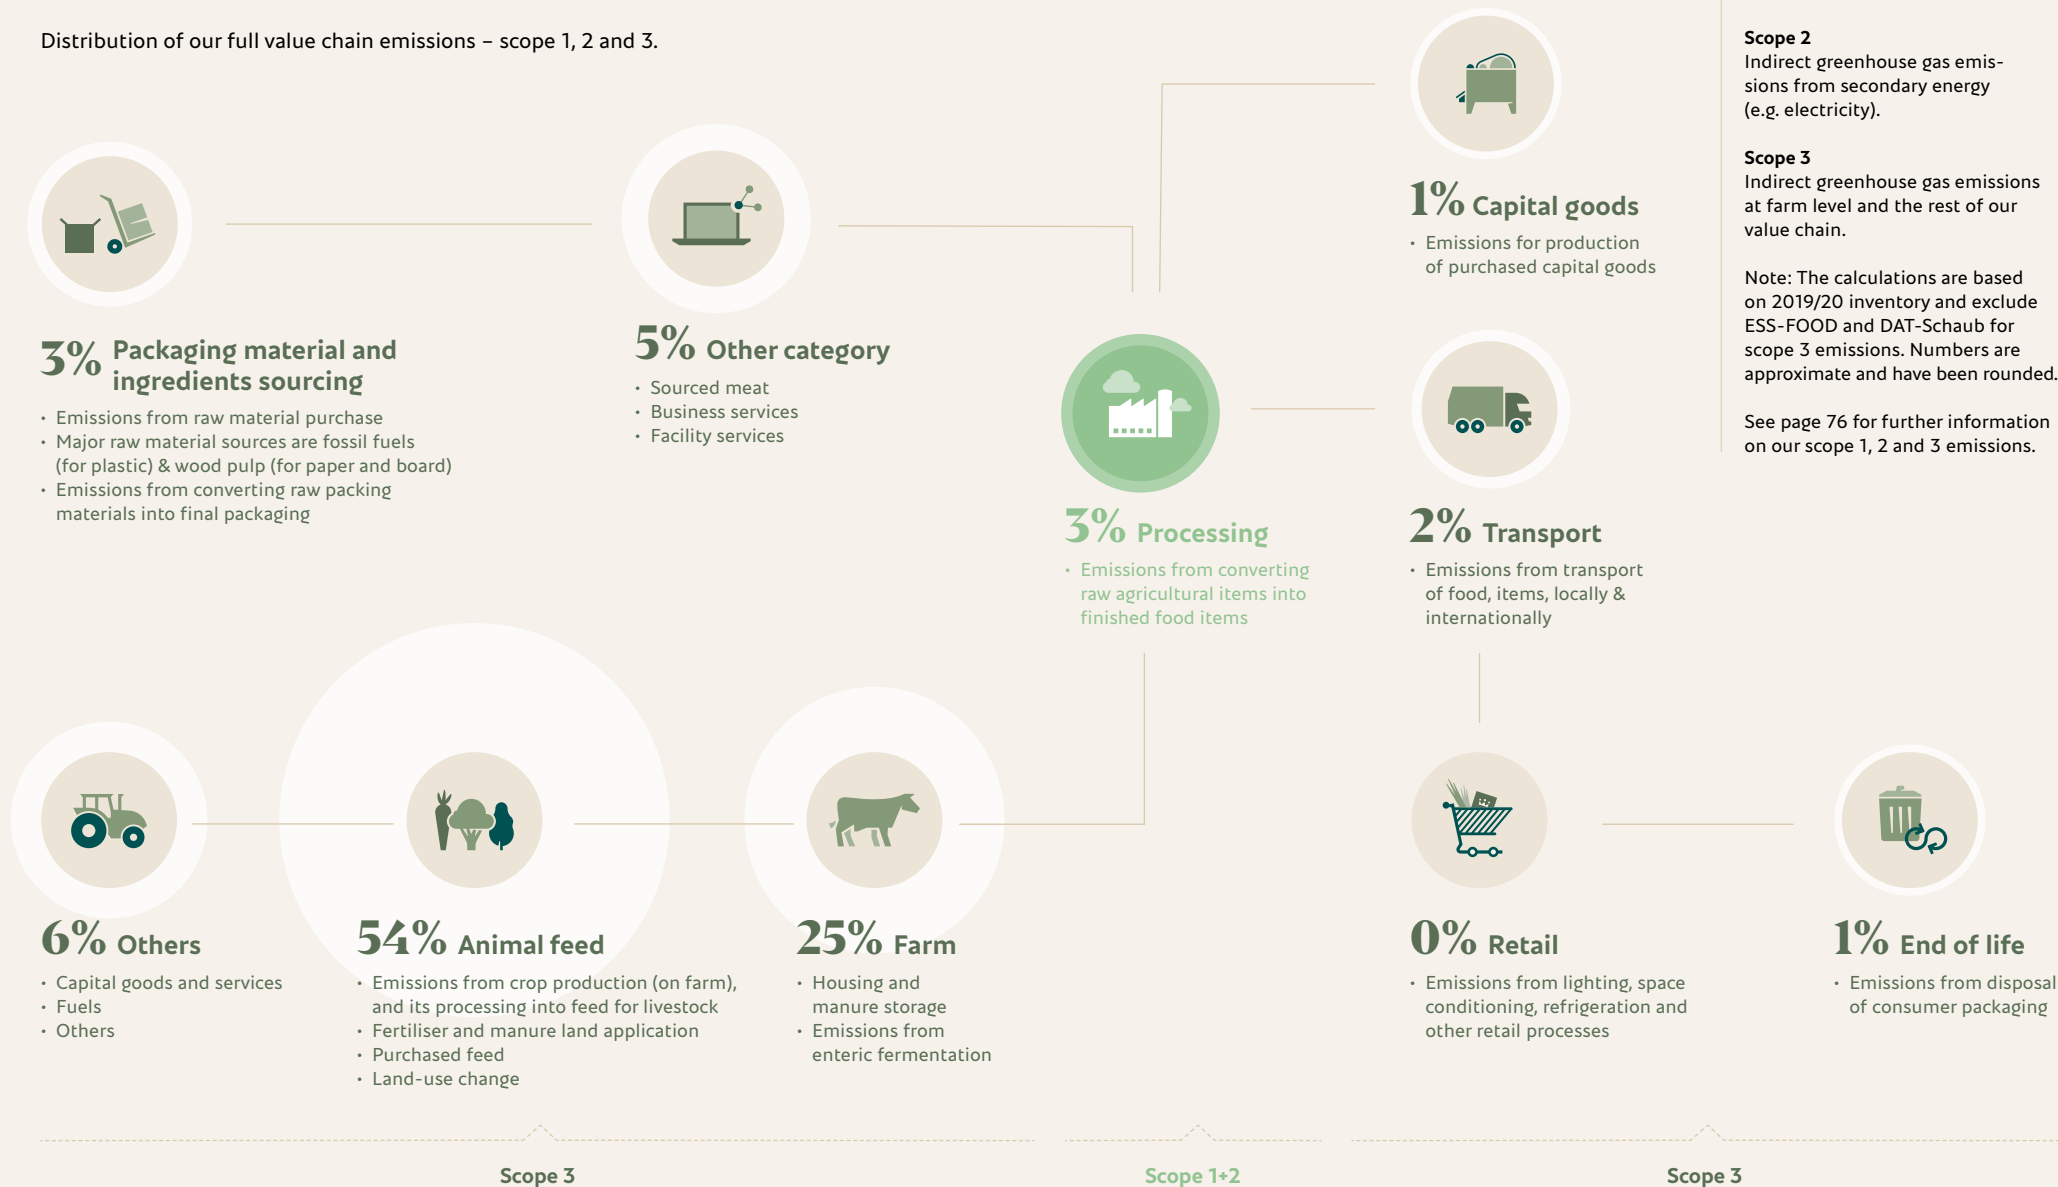 Distribution of our full value chain emissions – scope 1, 2 and 3.
3% Packaging material and
ingredients sourcing
• Emissions from raw material purchase
• Major raw material sources are fossil fuels
(for plastic) & wood pulp (for paper and board)
• Emissions from converting raw packing
materials into final packaging
5% Other category
• Sourced meat
• Business services
• Facility services
1% Capital goods
• Emissions for production
of purchased capital goods
3% Processing
• Emissions from converting
raw agricultural items into
finished food items
2% Transport
• Emissions from transport
of food, items, locally &
internationally
6% Others
• Capital goods and services
• Fuels
• Others
54% Animal feed
• Emissions from crop production (on farm),
and its processing into feed for livestock
• Fertiliser and manure land application
• Purchased feed
• Land-use change
25% Farm
• Housing and
manure storage
• Emissions from
enteric fermentation
0% Retail
• Emissions from lighting, space
conditioning, refrigeration and
other retail processes
1% End of life
• Emissions from disposal
of consumer packaging
Scope 3
Scope 1+2
Scope 3
Scope 2
Indirect greenhouse gas emis-
sions from secondary energy
(e.g. electricity).
Scope 3
Indirect greenhouse gas emissions
at farm level and the rest of our
value chain.
Note: The calculations are based
on 2019/20 inventory and exclude
ESS-FOOD and DAT-Schaub for
scope 3 emissions. Numbers are
approximate and have been rounded.
See page 76 for further information
on our scope 1, 2 and 3 emissions.